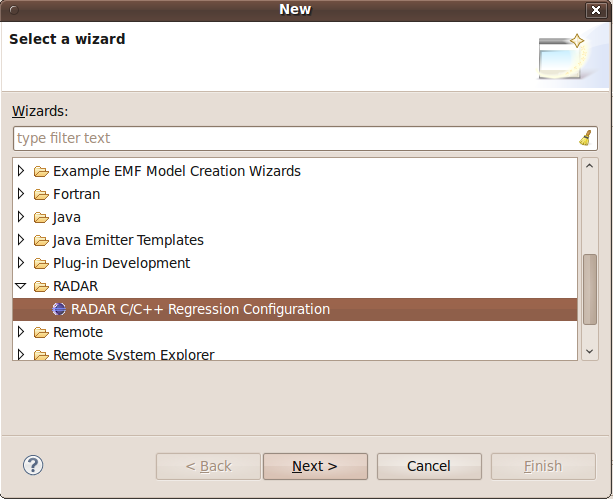 New
Select a wizard
Wizards:
type filter text
Example EMF Model Creation Wizards
Fortran
Java
Java Emitter Templates
Plug-in Development
RADAR
RADAR C/C++ Regression Configuration
Remote
Remote System Explorer
? < Back Next > Cancel Finish